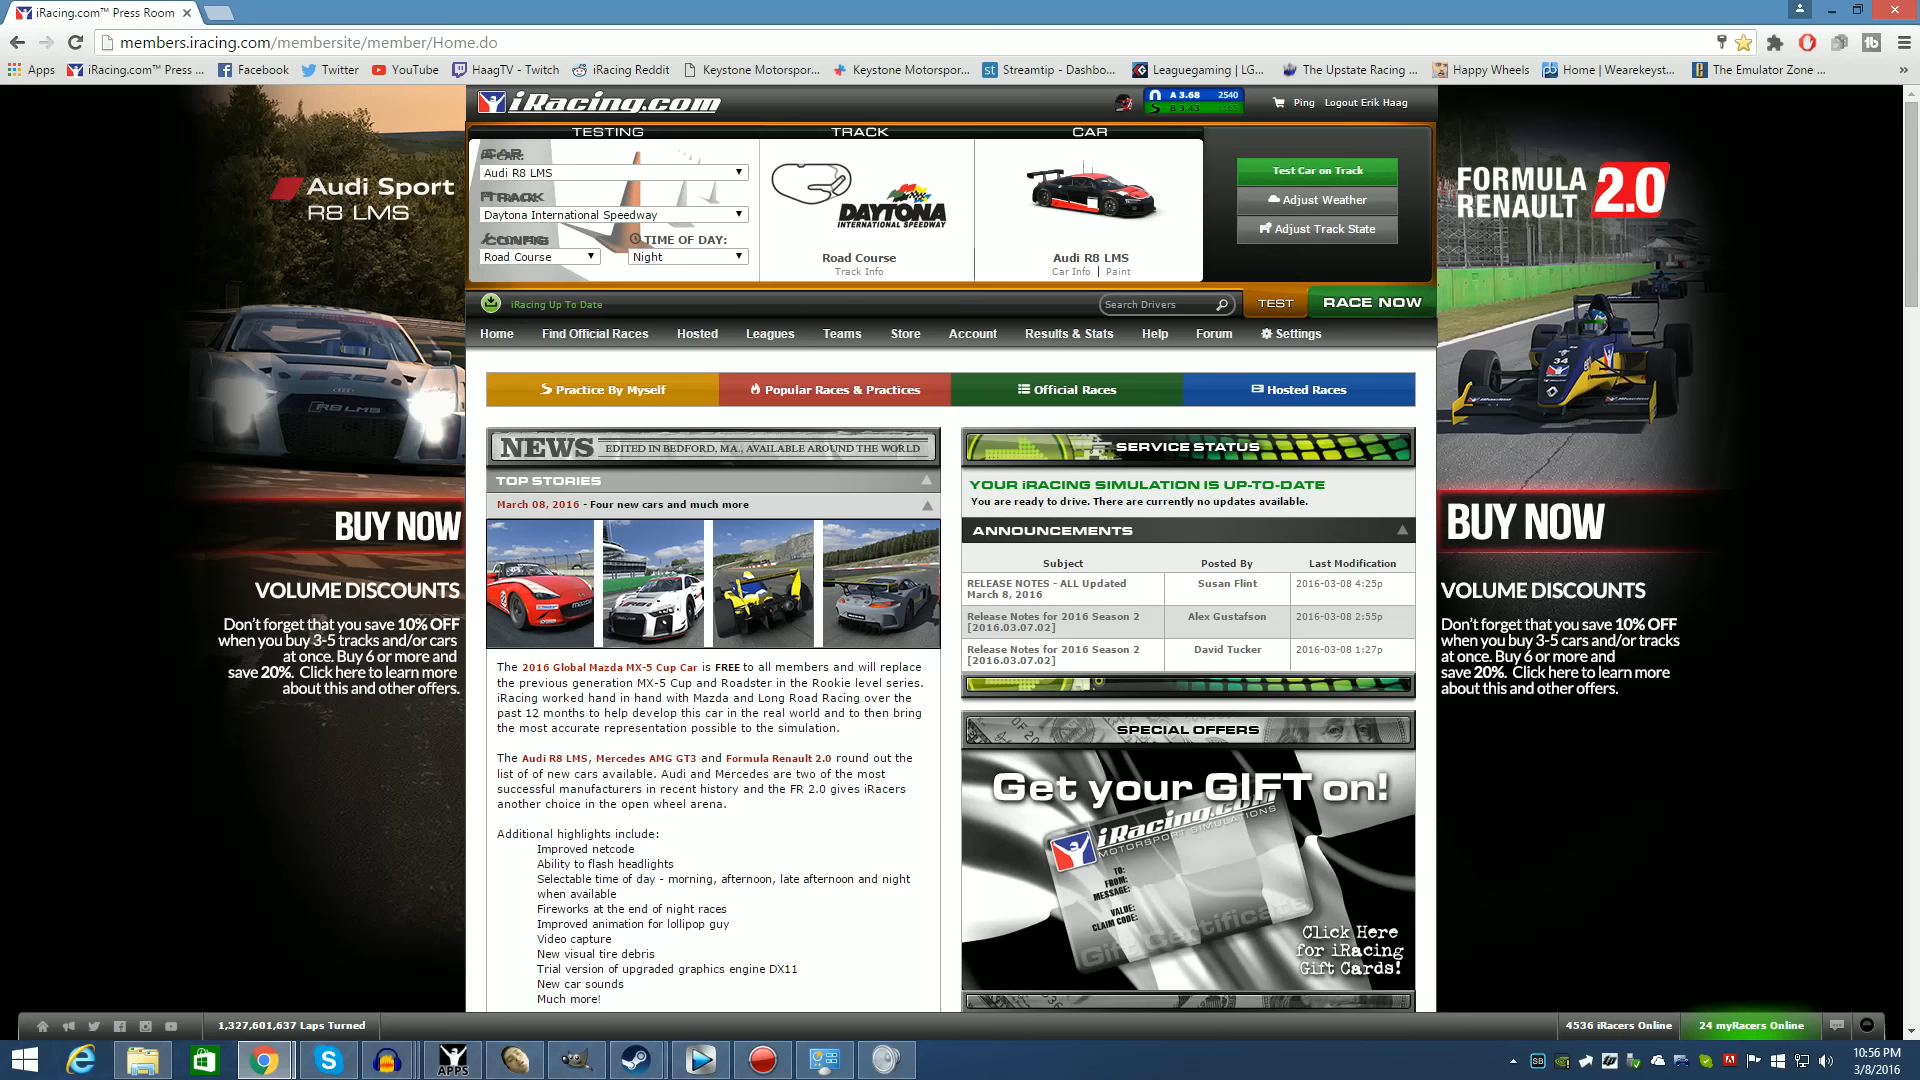 iRacing.com™ Press Room
members.iracing.com/membersite/member/Home.do
Apps
iRacing.com™ Press ...
Facebook
Twitter
YouTube
HaagTV - Twitch
iRacing Reddit
Keystone Motorspor...
Keystone Motorspor...
Streamtip - Dashbo...
Leaguegaming | LG...
The Upstate Racing ...
Happy Wheels
Home | Wearekeyst...
The Emulator Zone ...
iRacing.com
A 3.68 2540
Ping
Logout Erik Haag
TESTING
TRACK
CAR
CAR:
Audi R8 LMS
TRACK:
Daytona International Speedway
CONFIG:
TIME OF DAY:
Road Course
Night
DAYTONA
INTERNATIONAL SPEEDWAY
Road Course
Track Info
Audi R8 LMS
Car Info | Paint
Test Car on Track
Adjust Weather
Adjust Track State
iRacing Up To Date
Search Drivers
TEST
RACE NOW
Home
Find Official Races
Hosted
Leagues
Teams
Store
Account
Results & Stats
Help
Forum
Settings
Practice By Myself
Popular Races & Practices
Official Races
Hosted Races
Audi Sport
R8 LMS
BUY NOW
VOLUME DISCOUNTS
Don't forget that you save 10% OFF
when you buy 3-5 tracks and/or cars
at once. Buy 6 or more and
save 20%. Click here to learn more
about this and other offers.
NEWS
EDITED IN BEDFORD, MA., AVAILABLE AROUND THE WORLD
TOP STORIES
March 08, 2016 - Four new cars and much more
The 2016 Global Mazda MX-5 Cup Car is FREE to all members and will replace
the previous generation MX-5 Cup and Roadster in the Rookie level series.
iRacing worked hand in hand with Mazda and Long Road Racing over the
past 12 months to help develop this car in the real world and to then bring
the most accurate representation possible to the simulation.
The Audi R8 LMS, Mercedes AMG GT3 and Formula Renault 2.0 round out the
list of of new cars available. Audi and Mercedes are two of the most
successful manufacturers in recent history and the FR 2.0 gives iRacers
another choice in the open wheel arena.
Additional highlights include:
Improved netcode
Ability to flash headlights
Selectable time of day - morning, afternoon, late afternoon and night
when available
Fireworks at the end of night races
Improved animation for lollipop guy
Video capture
New visual tire debris
Trial version of upgraded graphics engine DX11
New car sounds
Much more!
SERVICE STATUS
YOUR iRACING SIMULATION IS UP-TO-DATE
You are ready to drive. There are currently no updates available.
ANNOUNCEMENTS
Subject
Posted By
Last Modification
RELEASE NOTES - ALL Updated
March 8, 2016
Susan Flint
2016-03-08 4:25p
Release Notes for 2016 Season 2
[2016.03.07.02]
Alex Gustafson
2016-03-08 2:55p
Release Notes for 2016 Season 2
[2016.03.07.02]
David Tucker
2016-03-08 1:27p
SPECIAL OFFERS
Get your GIFT on!
iRacing.com
MOTORSPORT SIMULATIONS
TO:
FROM:
MESSAGE:
VALUE:
CLAIM CODE:
Gift Certificate
Click Here
for iRacing
Gift Cards!
FORMULA
RENAULT 2.0
34
BUY NOW
VOLUME DISCOUNTS
Don't forget that you save 10% OFF
when you buy 3-5 cars and/or tracks
at once. Buy 6 or more and
save 20%. Click here to learn more
about this and other offers.
1,327,601,637 Laps Turned
4536 iRacers Online
24 myRacers Online
APPS
10:56 PM
3/8/2016